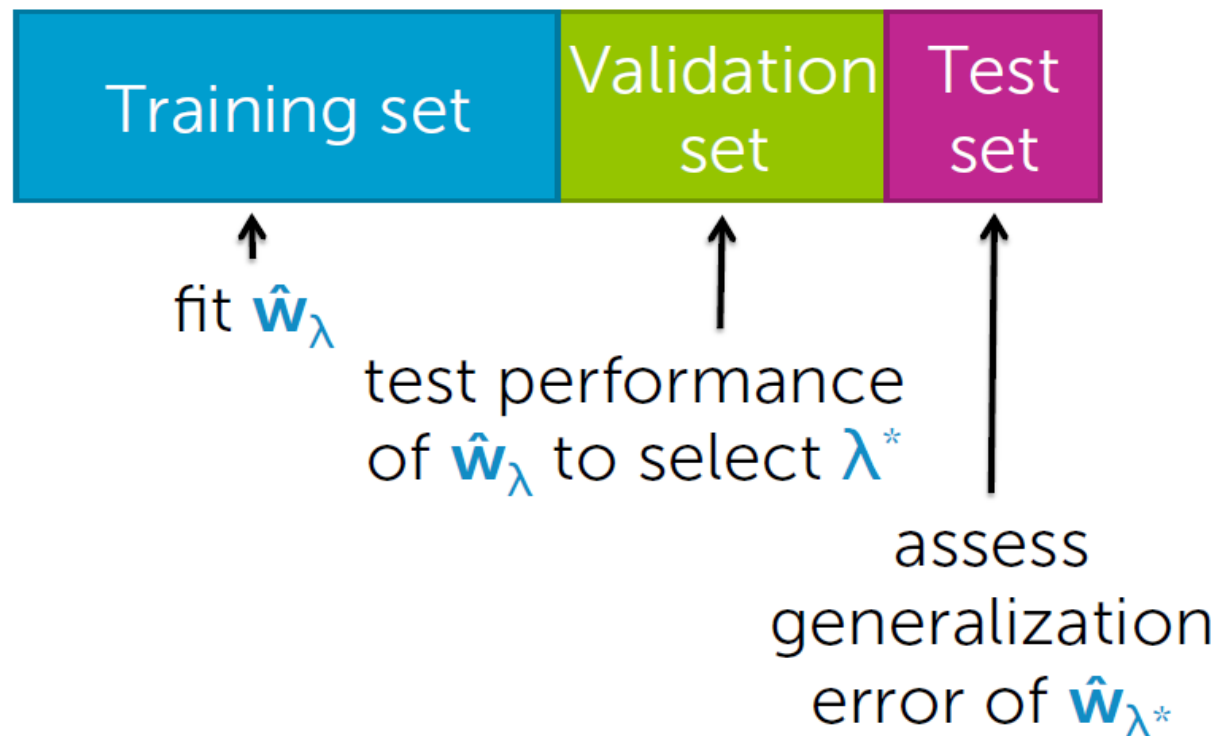 Training set
Validation
set
Test
set
fit ŵλ
test performance
of ŵλ to select λ*
assess
generalization
error of ŵλ*